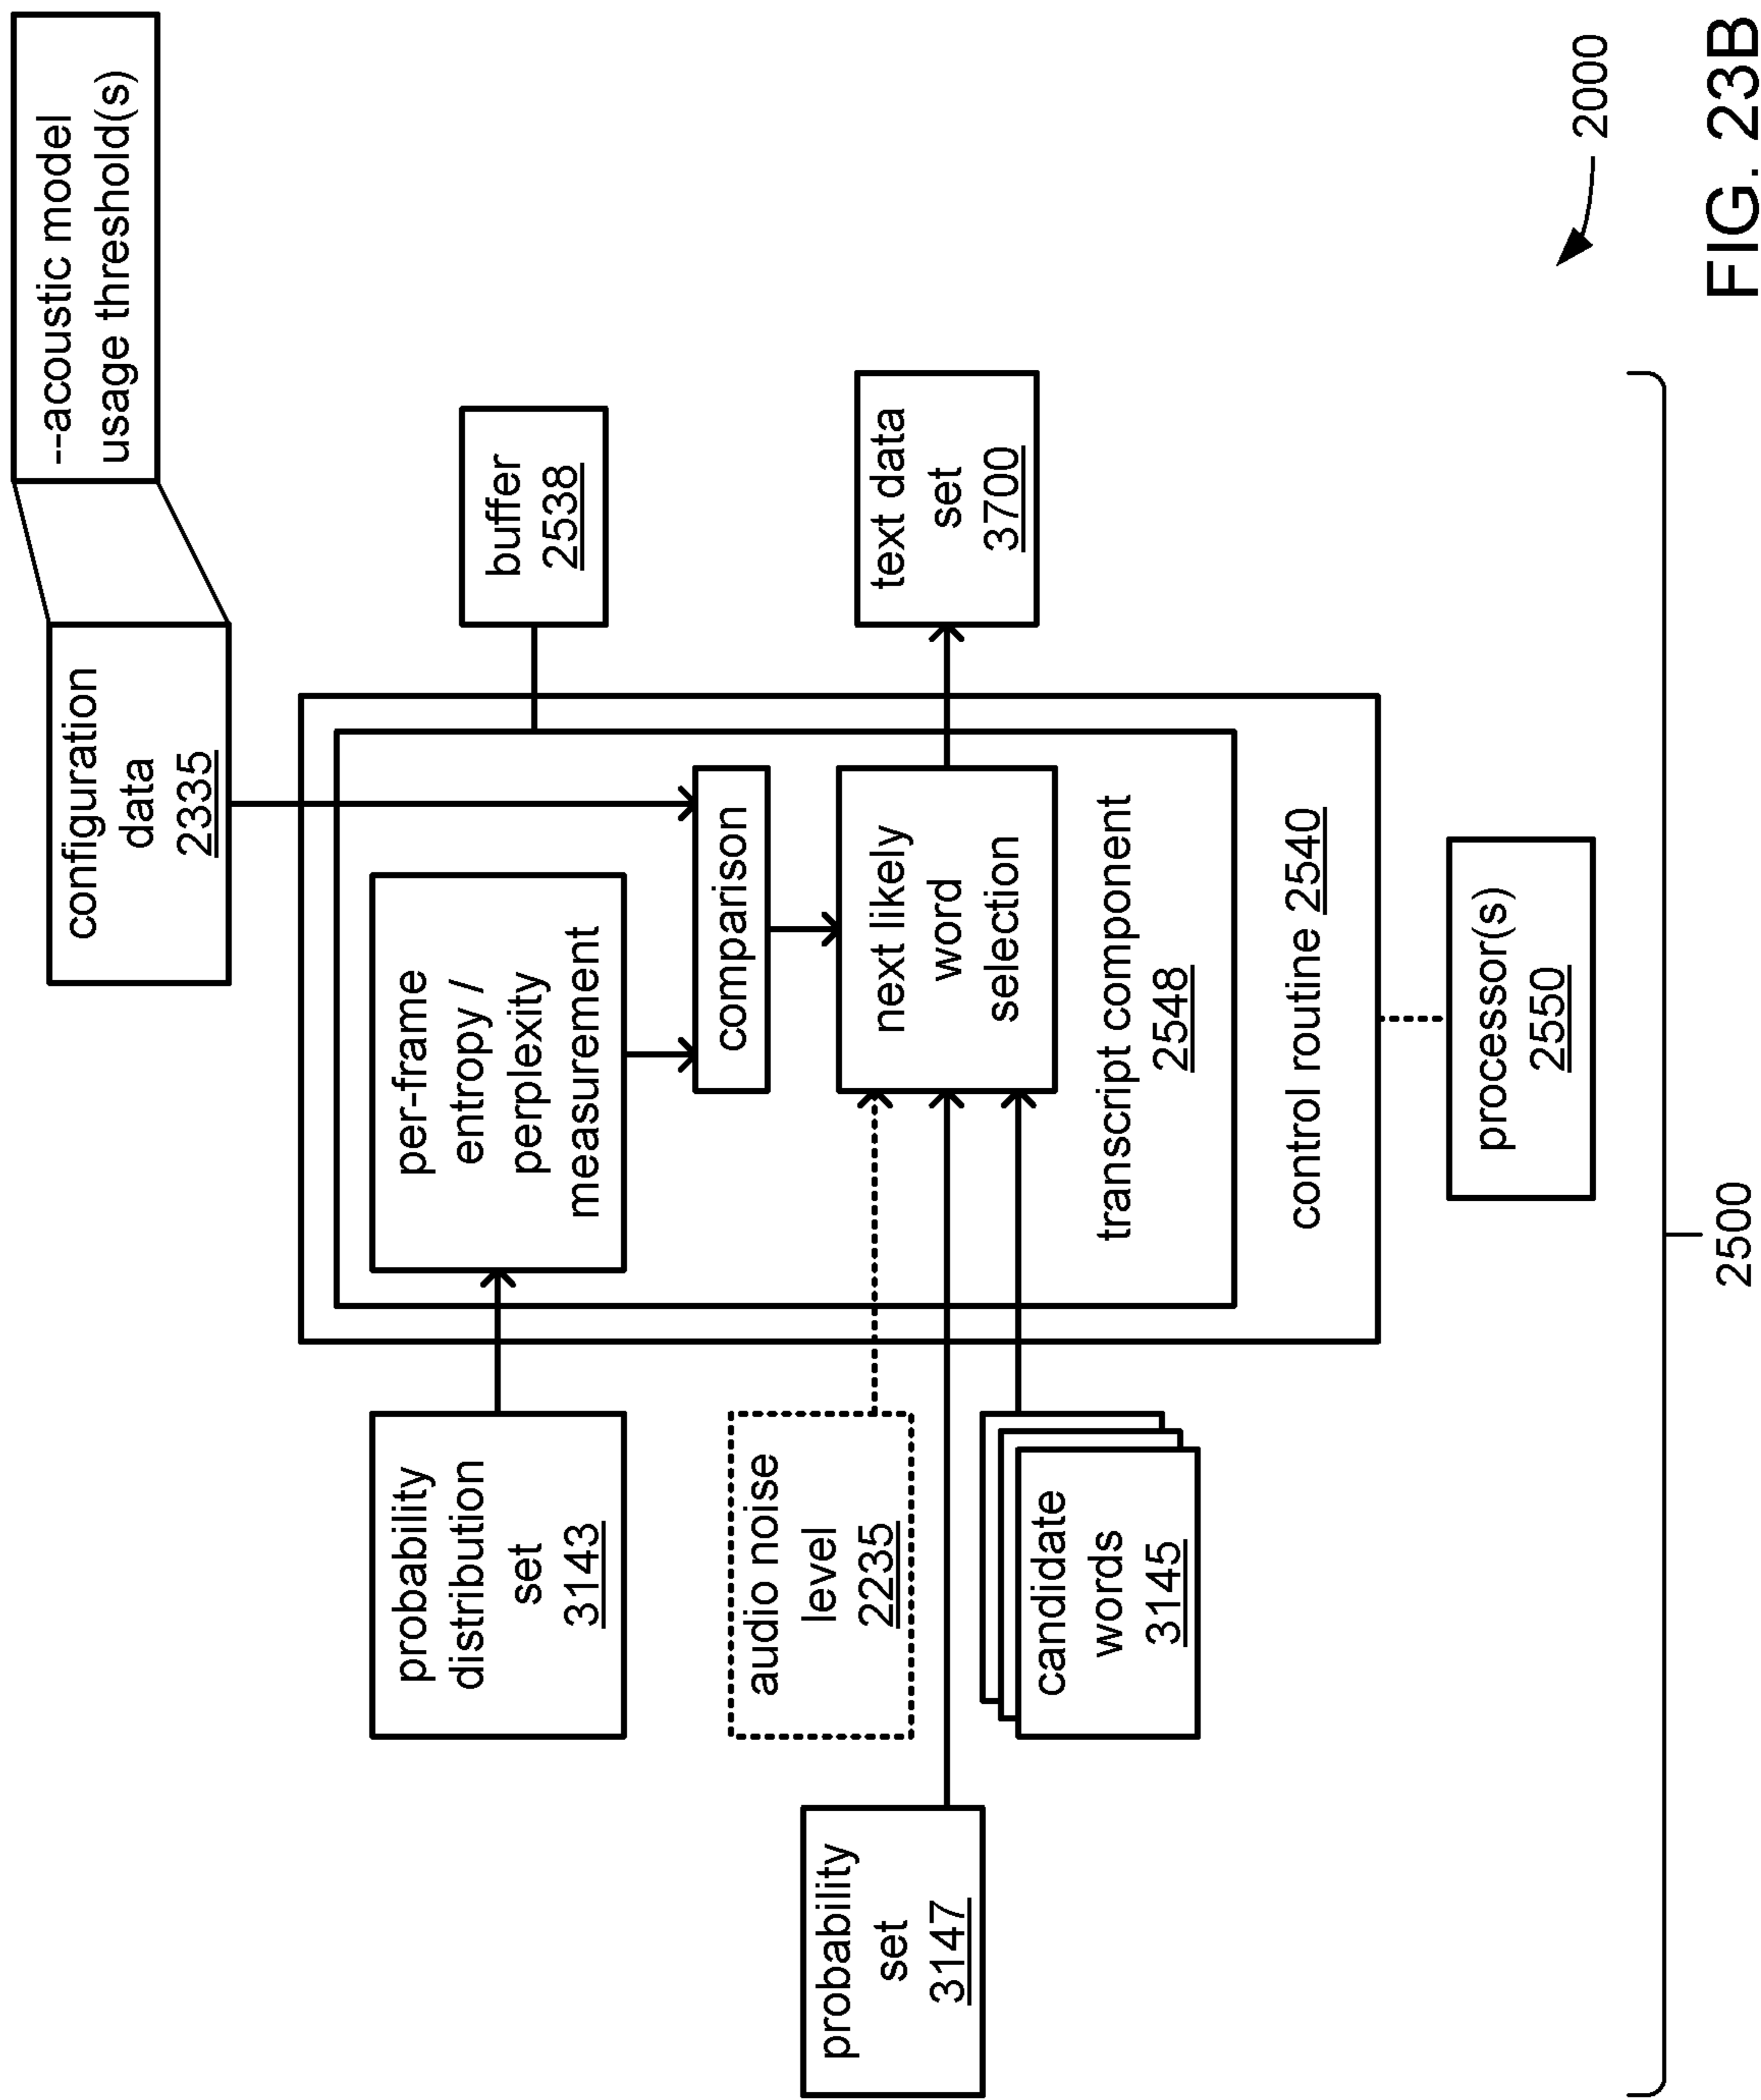 --acoustic model
usage threshold(s)
configuration
data
2335
buffer
2538
text data
set
3700
per-frame
entropy /
perplexity
measurement
comparison
next likely
word
selection
transcript component
2548
control routine 2540
processor(s)
2550
probability
distribution
set
3143
audio noise
level
2235
candidate
words
3145
probability
set
3147
2500
2000
FIG. 23B